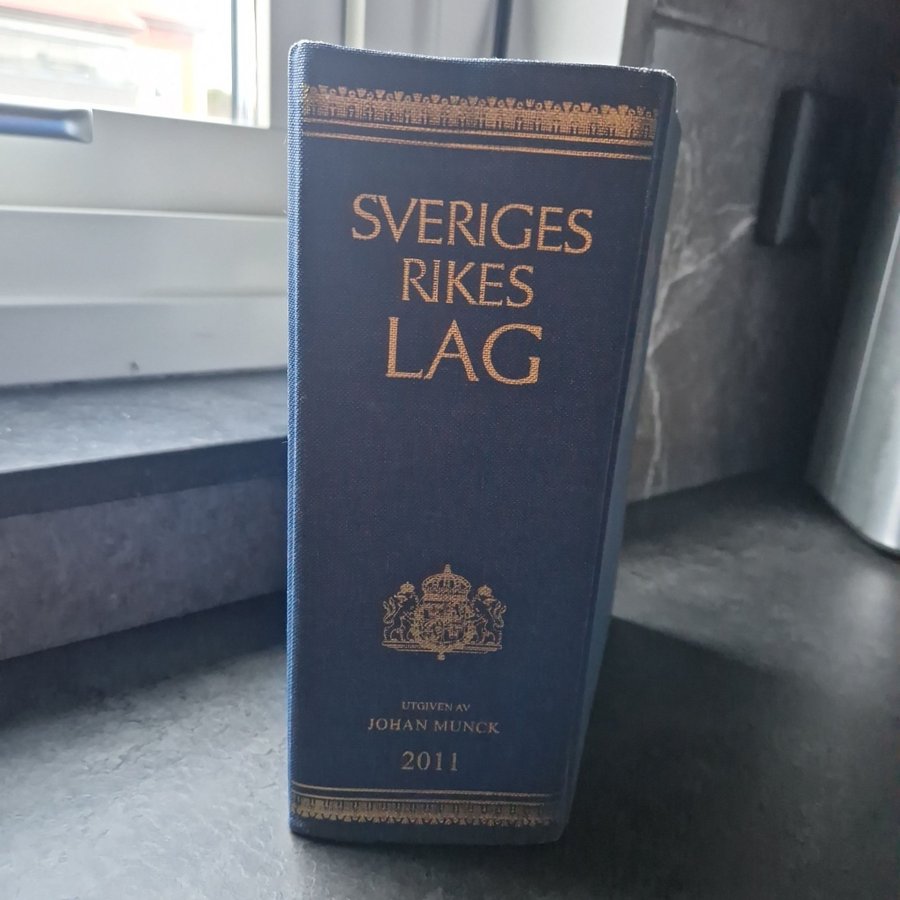 SVERIGES
RIKES
LAG
UTGIVEN AV
JOHAN MUNCK
2011